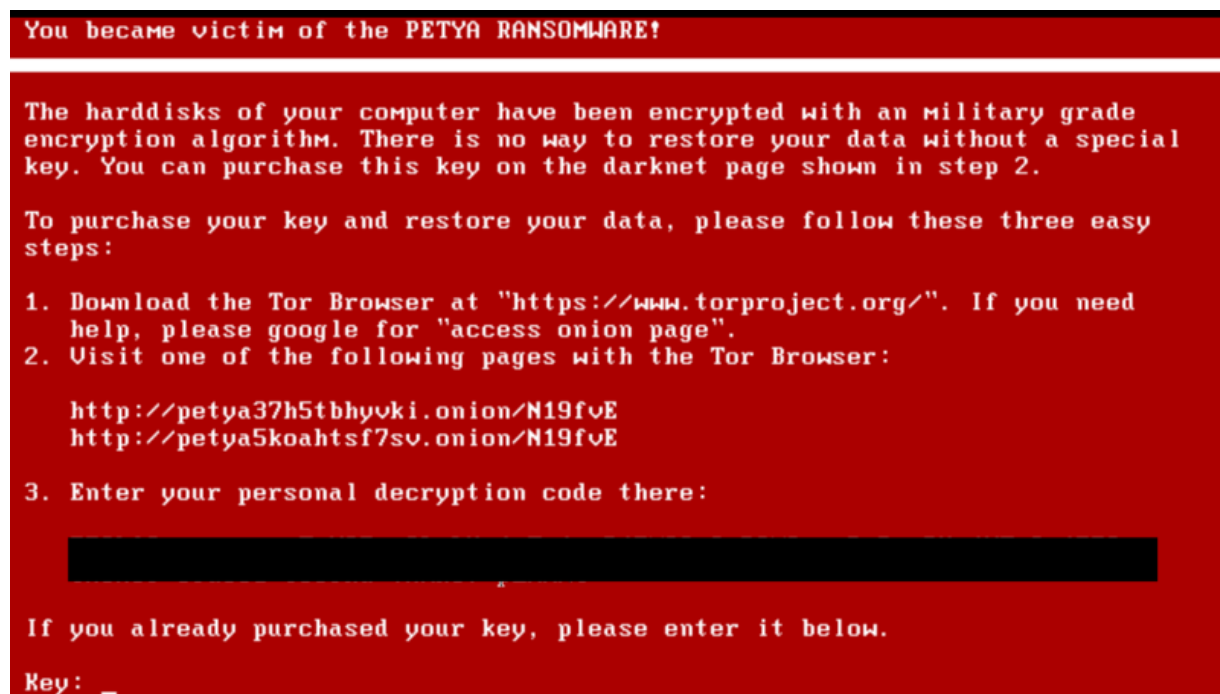 You became victim of the PETYA RANSOMWARE!
The harddisks of your computer have been encrypted with an military grade
encryption algorithm. There is no way to restore your data without a special
key. You can purchase this key on the darknet page shown in step 2.
To purchase your key and restore your data, please follow these three easy
steps:
1. Download the Tor Browser at "https://www.torproject.org/". If you need
help, please google for "access onion page".
2. Visit one of the following pages with the Tor Browser:
http://petya37h5tbhyvki.onion/N19fvE
http://petya5koahtsf7sv.onion/N19fvE
3. Enter your personal decryption code there:
If you already purchased your key, please enter it below.
Key: _